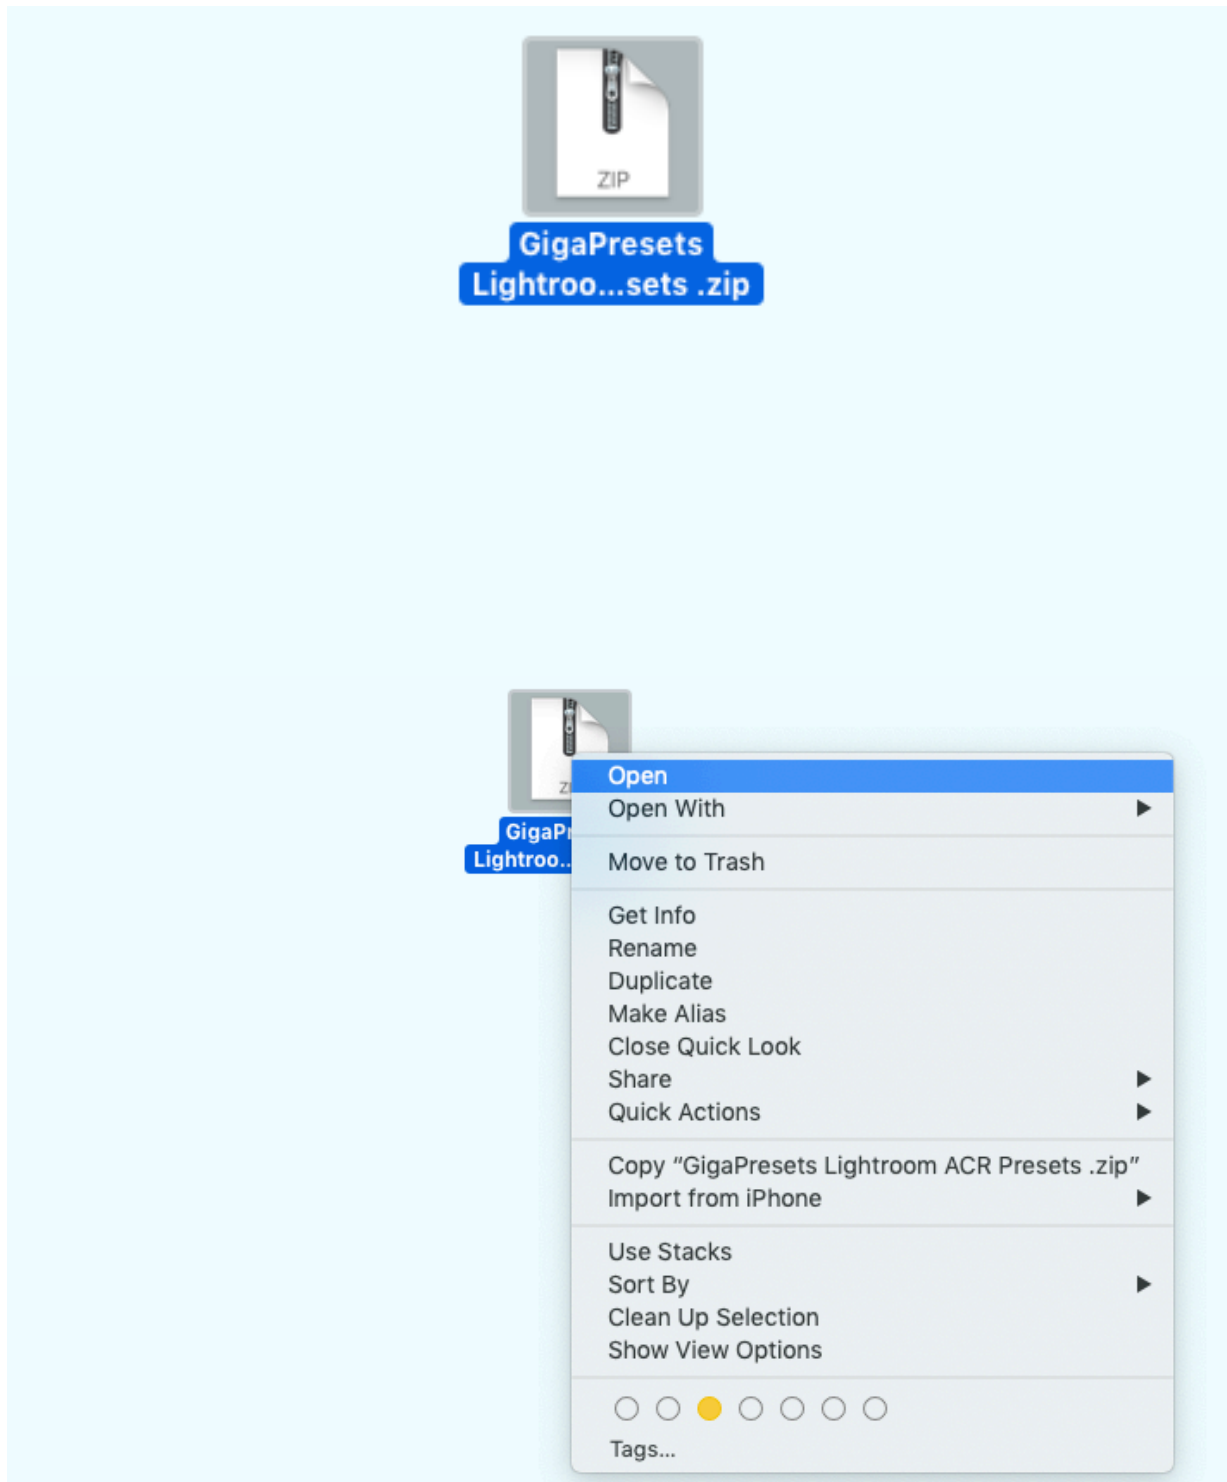 ZIP
GigaPresets
Lightroo...sets .zip
GigaP
Lightroo..
Open
Open With
Move to Trash
Get Info
Rename
Duplicate
Make Alias
Close Quick Look
Share
Quick Actions
Copy “GigaPresets Lightroom ACR Presets .zip”
Import from iPhone
Use Stacks
Sort By
Clean Up Selection
Show View Options
Tags...